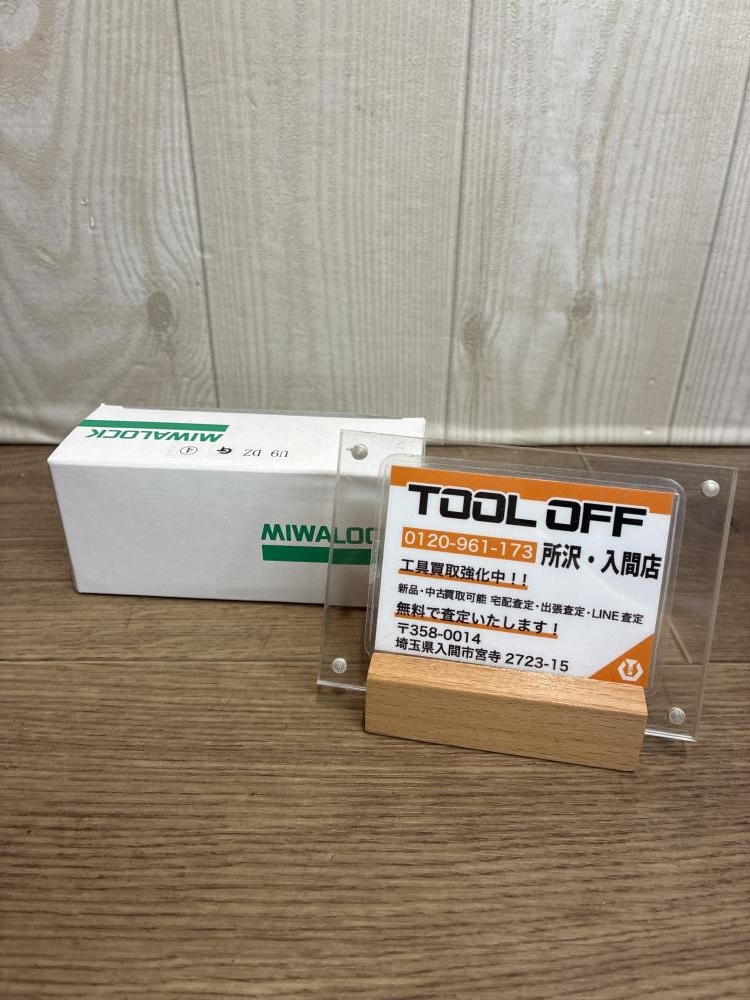 MIWALOCK
U9 DZ G ④
MIWALOC
TOOL OFF
0120-961-173 所沢・入間店
工具買取強化中！！
新品・中古買取可能 宅配査定・出張査定・LINE査定
無料で査定いたします！
〒358-0014
埼玉県入間市宮寺 2723-15